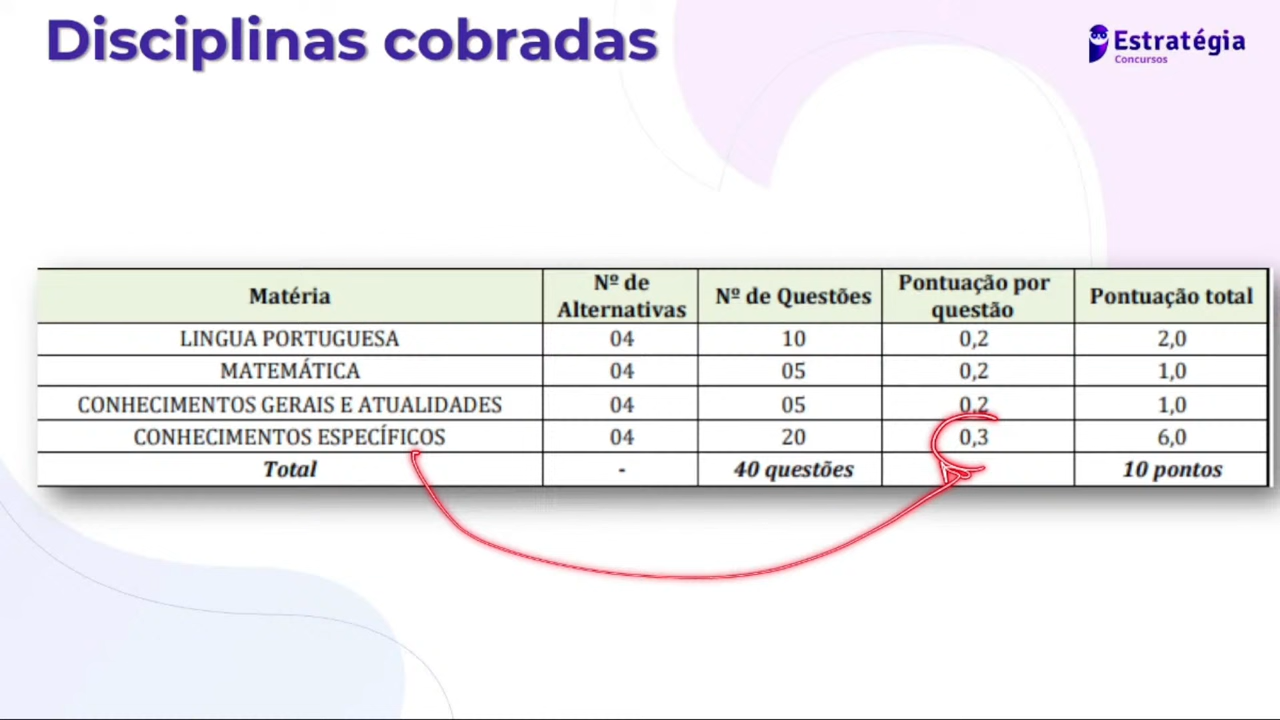 Disciplinas cobradas
Estratégia
Concursos
Matéria Nº de Alternativas Nº de Questões Pontuação por questão Pontuação total
LINGUA PORTUGUESA 04 10 0,2 2,0
MATEMÁTICA 04 05 0,2 1,0
CONHECIMENTOS GERAIS E ATUALIDADES 04 05 0,2 1,0
CONHECIMENTOS ESPECÍFICOS 04 20 0,3 6,0
Total - 40 questões 10 pontos